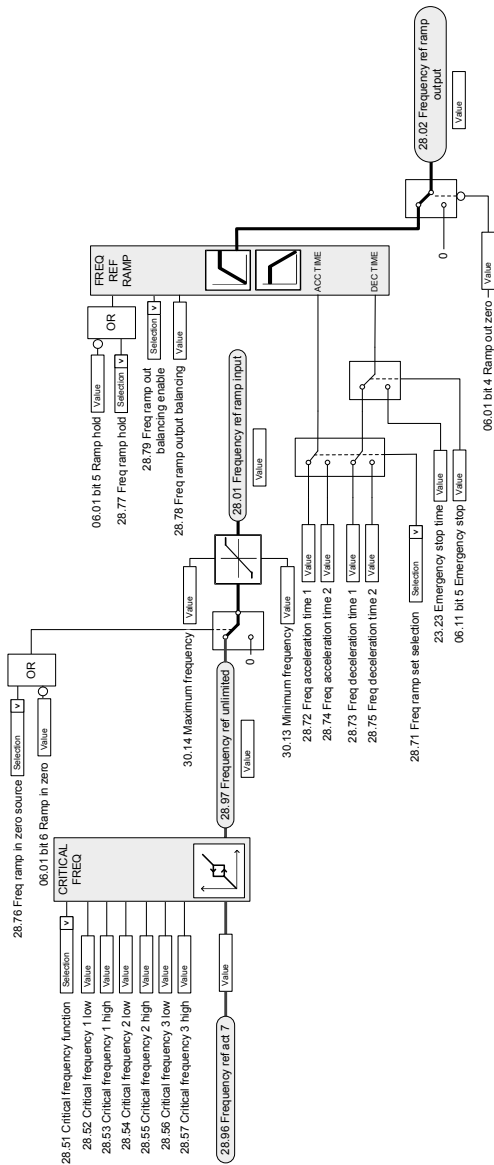 28.51 Critical frequency function
Selection v
28.52 Critical frequency 1 low
Value
28.53 Critical frequency 1 high
Value
28.54 Critical frequency 2 low
Value
28.55 Critical frequency 2 high
Value
28.56 Critical frequency 3 low
Value
28.57 Critical frequency 3 high
Value
28.96 Frequency ref act 7
Value
CRITICAL
FREQ
28.76 Freq ramp in zero source
Selection v
06.01 bit 6 Ramp in zero
Value
OR
28.97 Frequency ref unlimited
Value
0
30.14 Maximum frequency
Value
30.13 Minimum frequency
Value
28.01 Frequency ref ramp input
Value
06.01 bit 5 Ramp hold
Value
28.77 Freq ramp hold
Selection v
OR
28.79 Freq ramp out
balancing enable
Selection v
28.78 Freq ramp output balancing
Value
FREQ
REF
RAMP
ACC TIME
DEC TIME
28.72 Freq acceleration time 1
Value
28.74 Freq acceleration time 2
Value
28.73 Freq deceleration time 1
Value
28.75 Freq deceleration time 2
Value
28.71 Freq ramp set selection
Selection v
23.23 Emergency stop time
Value
06.11 bit 5 Emergency stop
Value
0
06.01 bit 4 Ramp out zero
Value
28.02 Frequency ref ramp
output
Value